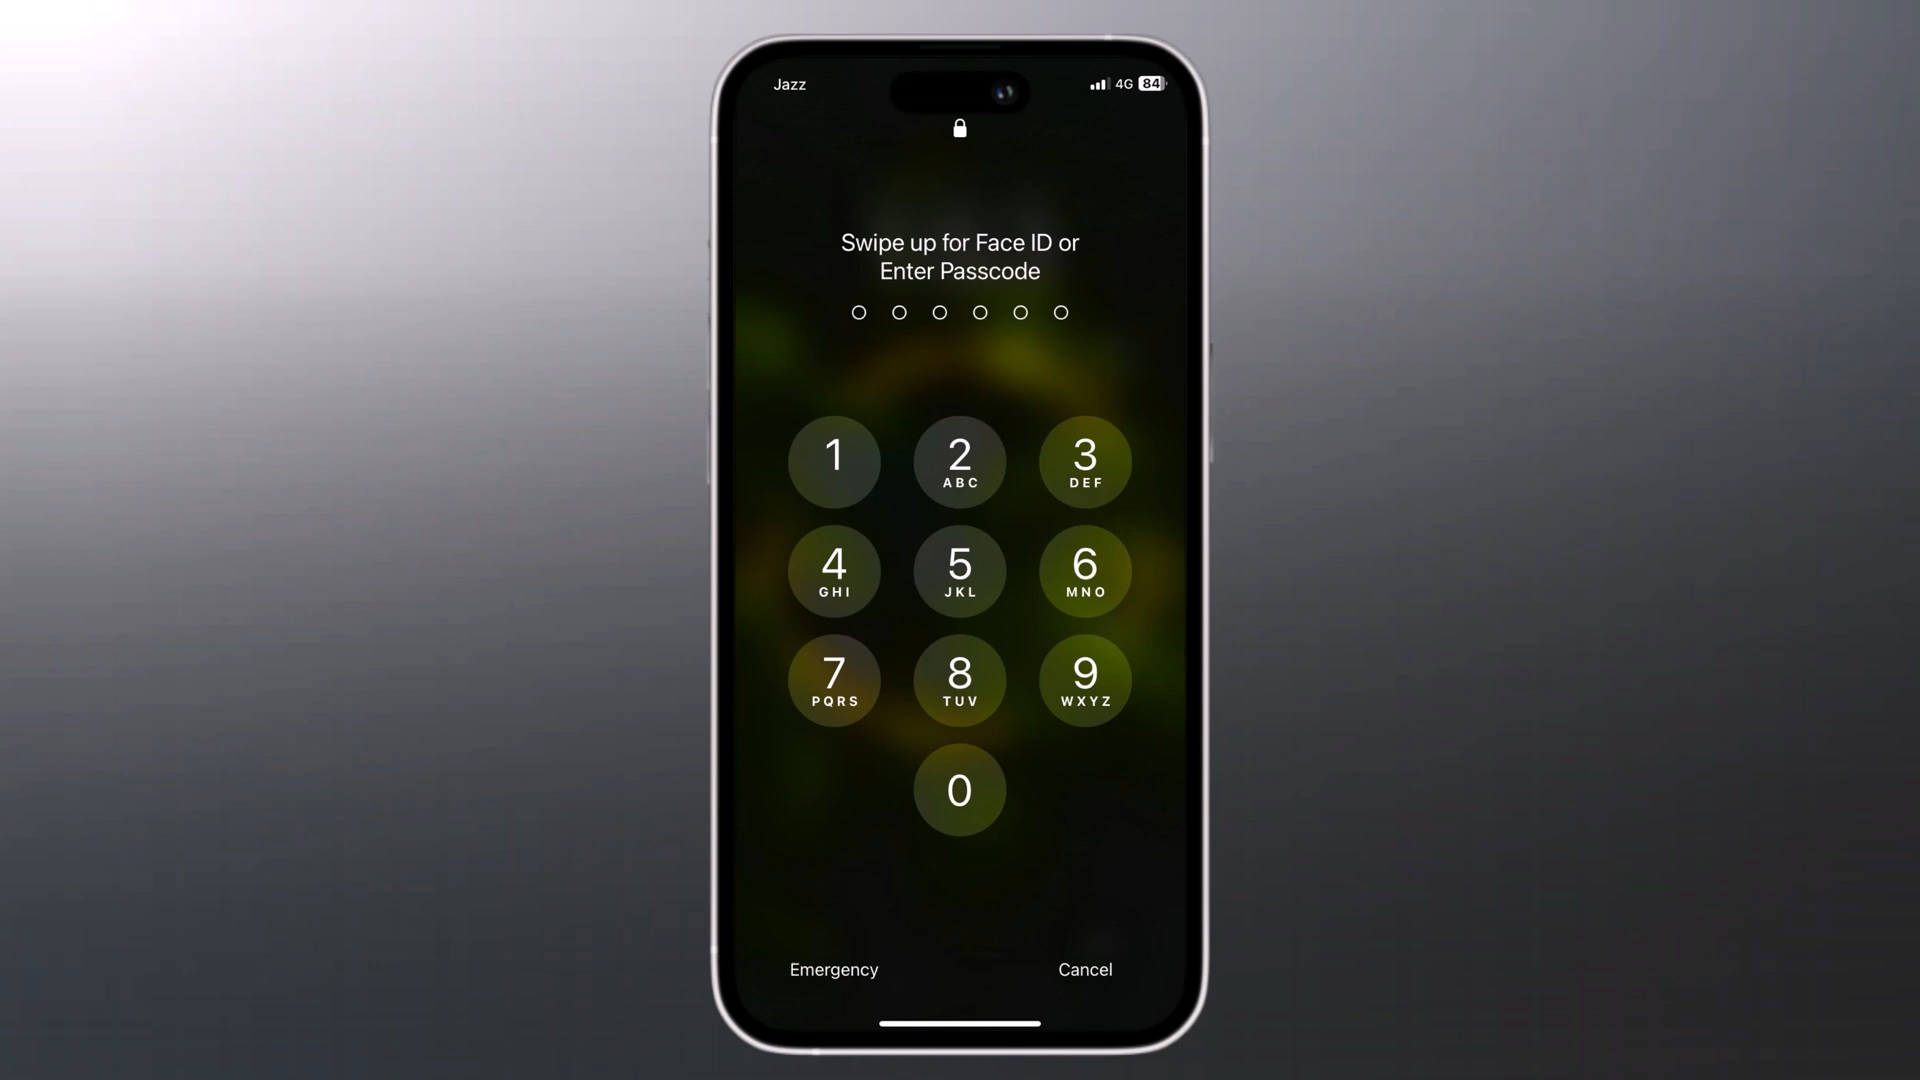 Jazz
4G 84
Swipe up for Face ID or
Enter Passcode
1 2 3
ABC DEF
4 5 6
GHI JKL MNO
7 8 9
PQRS TUV WXYZ
0
Emergency Cancel